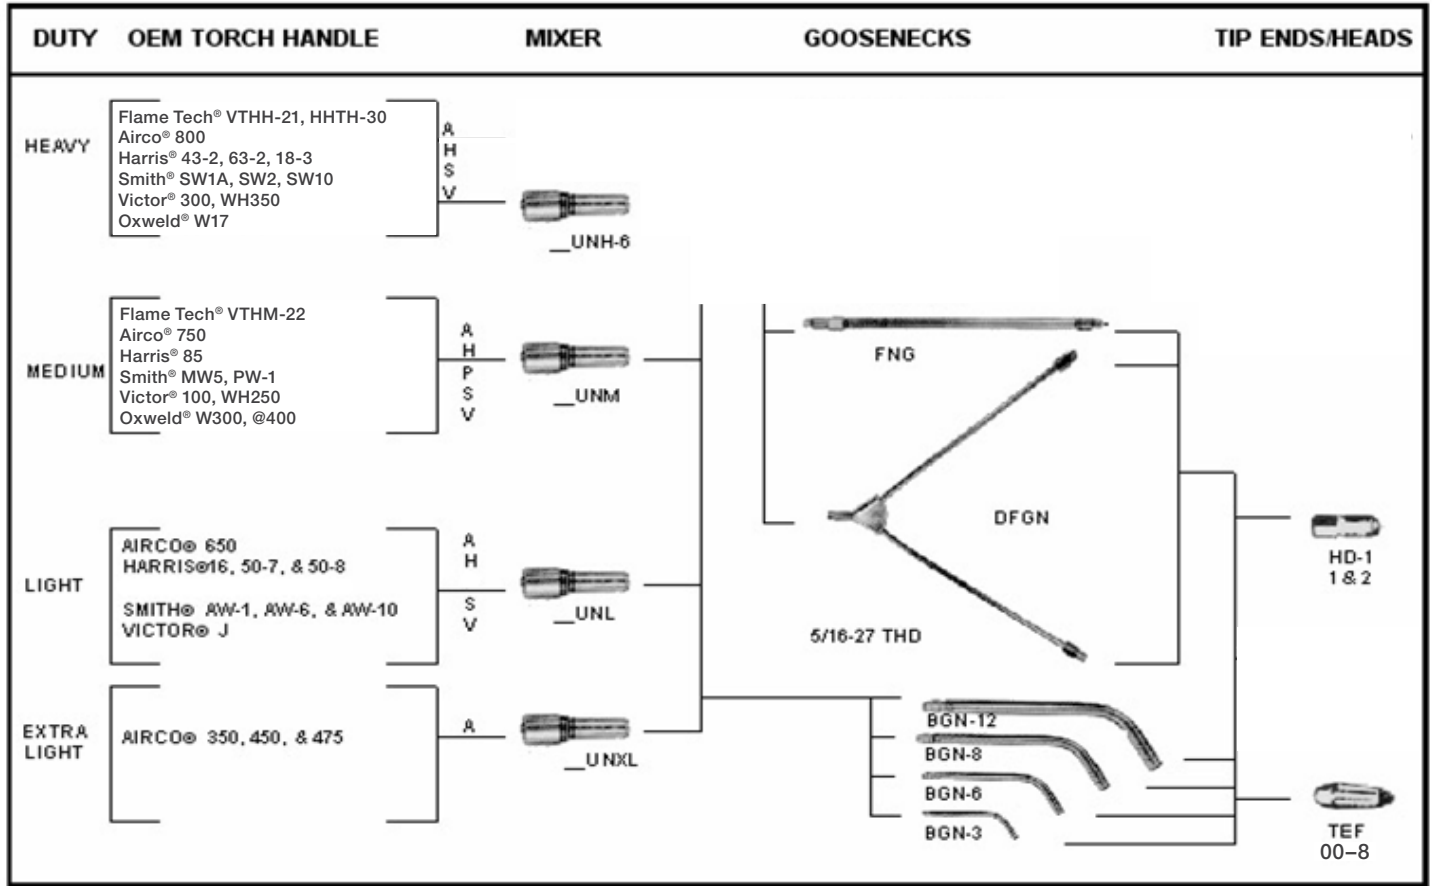 DUTY OEM TORCH HANDLE MIXER GOOSENECKS TIP ENDS/HEADS
HEAVY
Flame Tech® VTHH-21, HHTH-30
Airco® 800
Harris® 43-2, 63-2, 18-3
Smith® SW1A, SW2, SW10
Victor® 300, WH350
Oxweld® W17
A
H
S
V
__UNH-6
MEDIUM
Flame Tech® VTHM-22
Airco® 750
Harris® 85
Smith® MW5, PW-1
Victor® 100, WH250
Oxweld® W300, @400
A
H
P
S
V
__UNM
FNG
DFGN
5/16-27 THD
HD-1
1 & 2
LIGHT
AIRCO® 650
HARRIS®16, 50-7, & 50-8
SMITH® AW-1, AW-6, & AW-10
VICTOR® J
A
H
S
V
__UNL
EXTRA
LIGHT
AIRCO® 350, 450, & 475
A
__UNXL
BGN-12
BGN-8
BGN-6
BGN-3
TEF
00–8